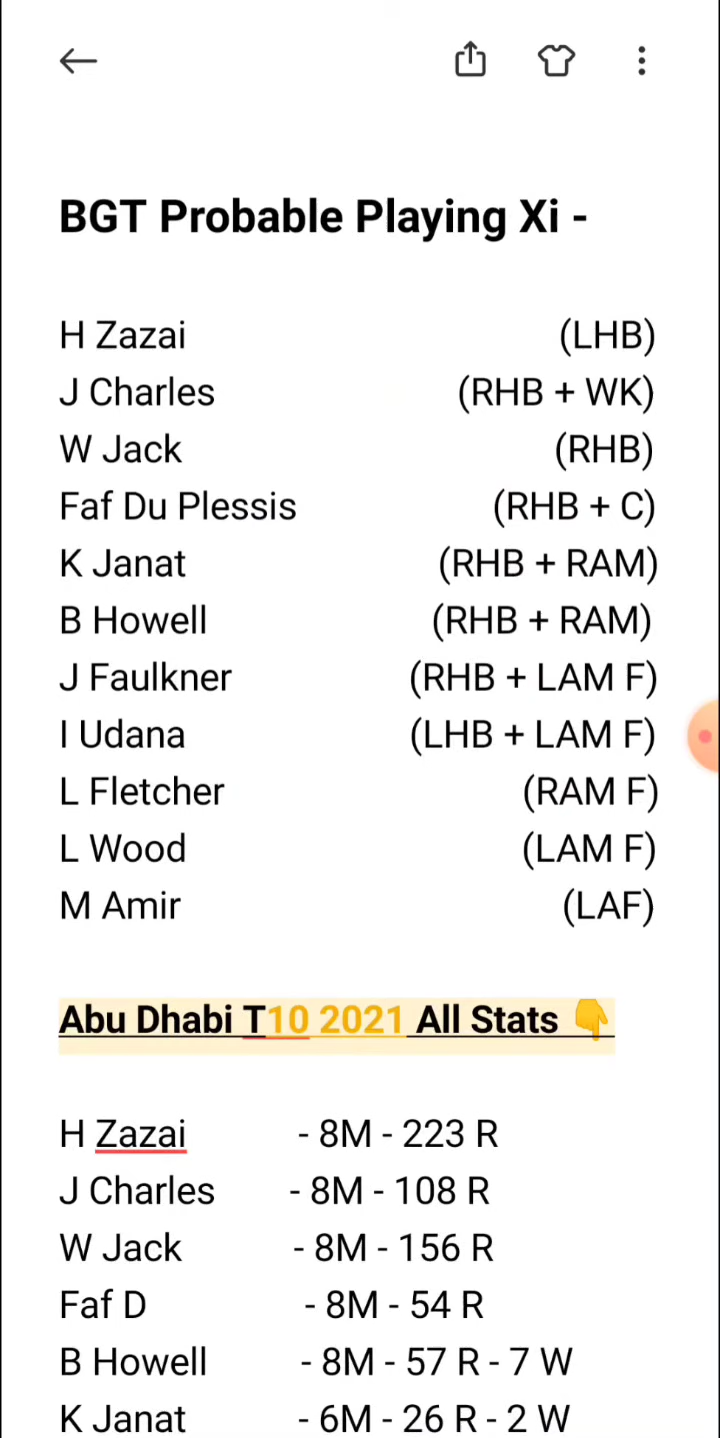 BGT Probable Playing Xi -
H Zazai (LHB)
J Charles (RHB + WK)
W Jack (RHB)
Faf Du Plessis (RHB + C)
K Janat (RHB + RAM)
B Howell (RHB + RAM)
J Faulkner (RHB + LAM F)
I Udana (LHB + LAM F)
L Fletcher (RAM F)
L Wood (LAM F)
M Amir (LAF)
Abu Dhabi T10 2021 All Stats 👇
H Zazai - 8M - 223 R
J Charles - 8M - 108 R
W Jack - 8M - 156 R
Faf D - 8M - 54 R
B Howell - 8M - 57 R - 7 W
K Janat - 6M - 26 R - 2 W